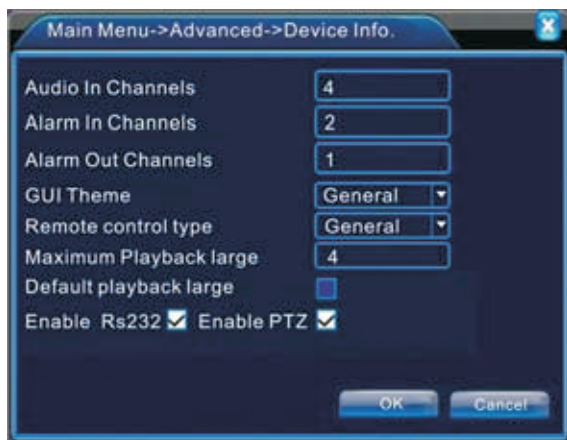 Main Menu->Advanced->Device Info.
Audio In Channels 4
Alarm In Channels 2
Alarm Out Channels 1
GUI Theme General
Remote control type General
Maximum Playback large 4
Default playback large
Enable Rs232 Enable PTZ
OK Cancel